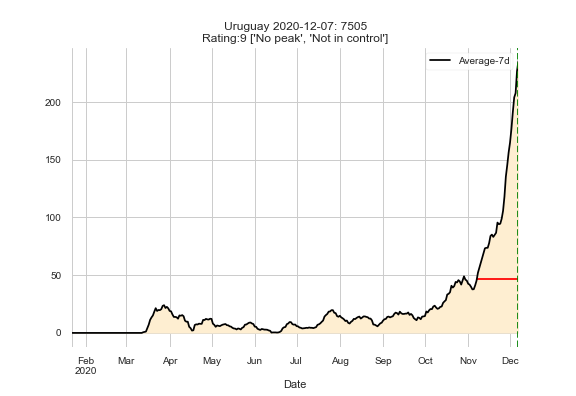 Uruguay 2020-12-07: 7505
Rating:9 ['No peak', 'Not in control']
Average-7d
200
150
100
50
0
Feb Mar Apr May Jun Jul Aug Sep Oct Nov Dec
2020
Date